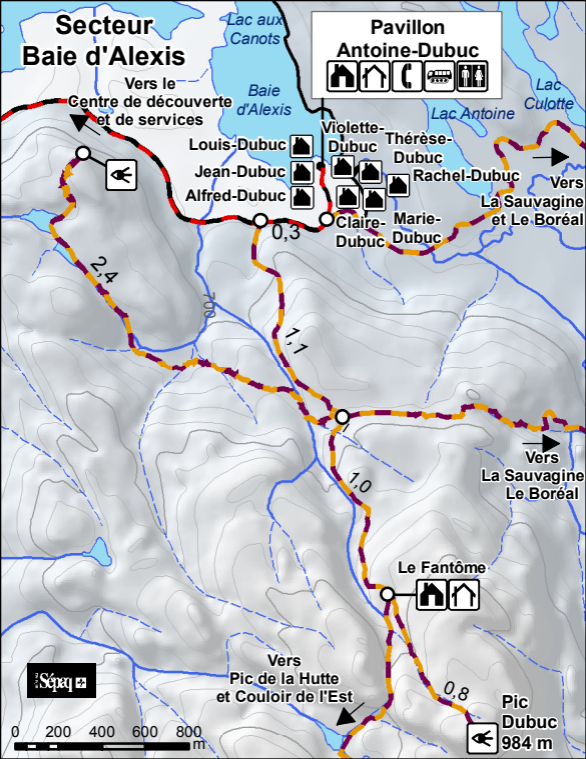 Secteur
Baie d'Alexis
Lac aux
Canots
Pavillon
Antoine-Dubuc
Vers le
Centre de découverte
et de services
Baie
d'Alexis
Lac
Culotte
Lac Antoine
Louis-Dubuc
Violette-
Dubuc
Thérèse-
Dubuc
Jean-Dubuc
Rachel-Dubuc
Alfred-Dubuc
Vers
La Sauvagine
et Le Boréal
Claire-
Dubuc
Marie-
Dubuc
0,3
2,4
700
1,1
Vers
La Sauvagine
Le Boréal
1,0
Le Fantôme
Vers
Pic de la Hutte
et Couloir de l'Est
0,8
Pic
Dubuc
984 m
Sépaq
0 200 400 600 800
m